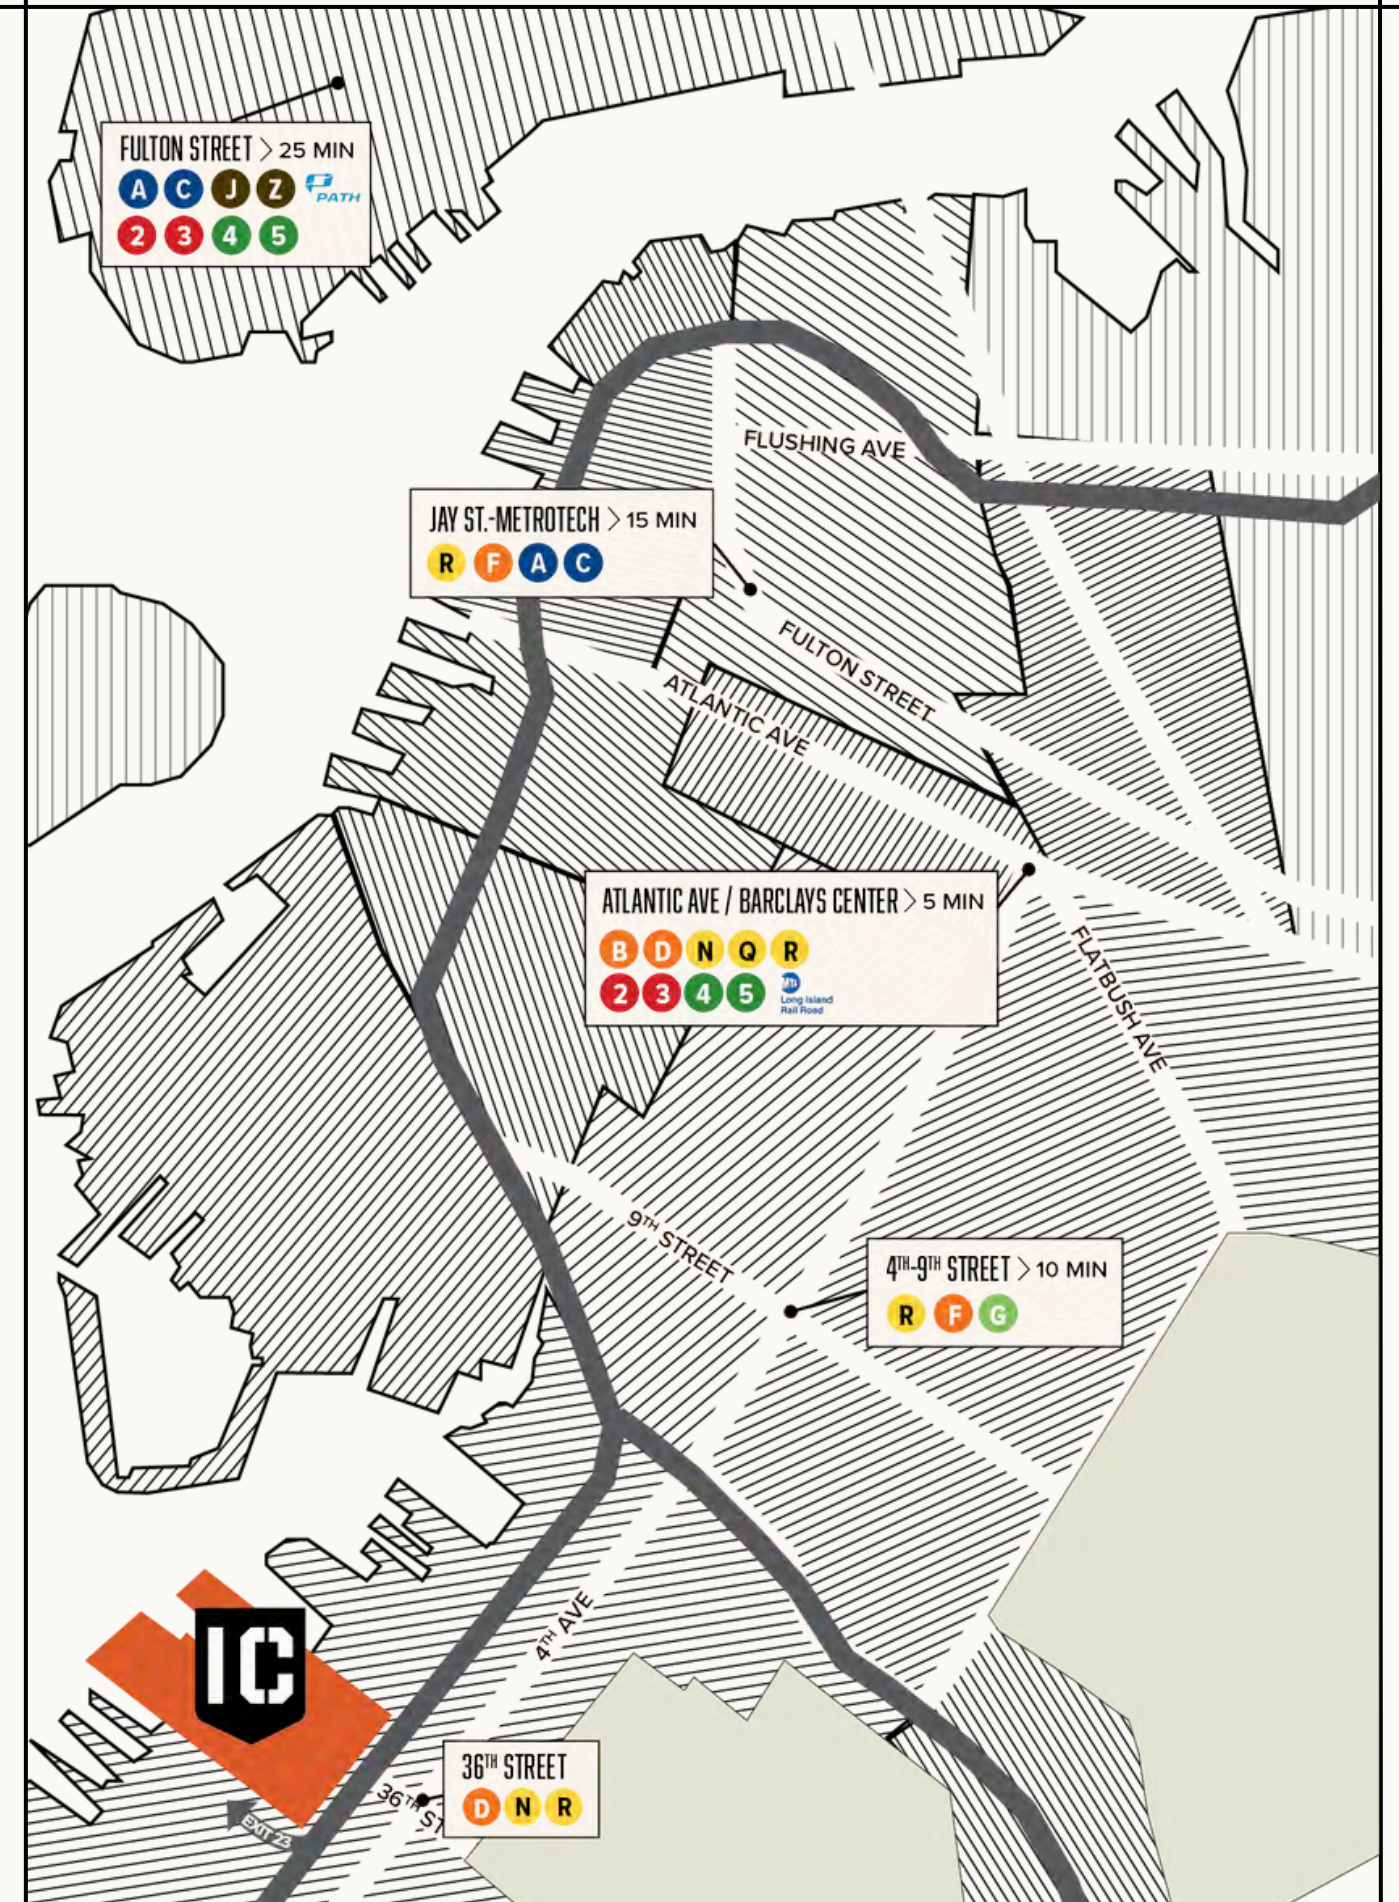 FULTON STREET > 25 MIN
A C J Z PATH
2 3 4 5
FLUSHING AVE
JAY ST.-METROTECH > 15 MIN
R F A C
FULTON STREET
ATLANTIC AVE
ATLANTIC AVE / BARCLAYS CENTER > 5 MIN
B D N Q R
2 3 4 5
MTA
Long Island
Rail Road
FLATBUSH AVE
9TH STREET
4TH-9TH STREET > 10 MIN
R F G
4TH AVE
IC
36TH STREET
D N R
36TH ST
EXIT 23